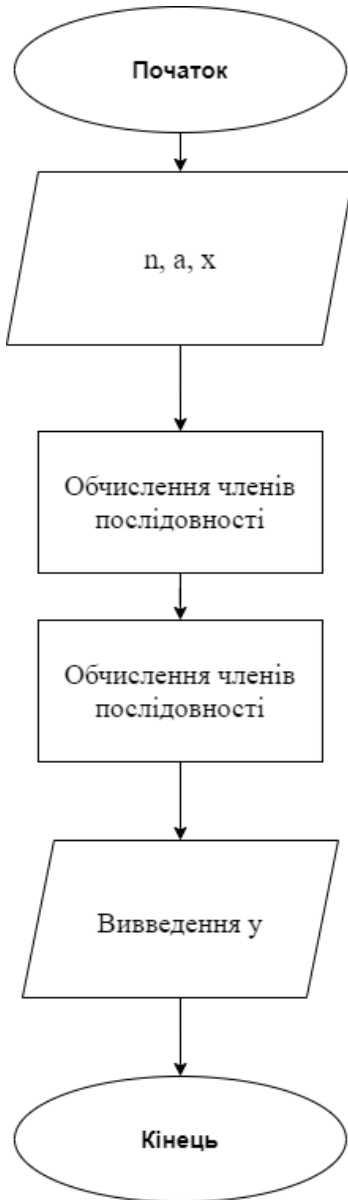 Початок
n, a, x
Обчислення членів
послідовності
Обчислення членів
послідовності
Вивведення y
Кінець